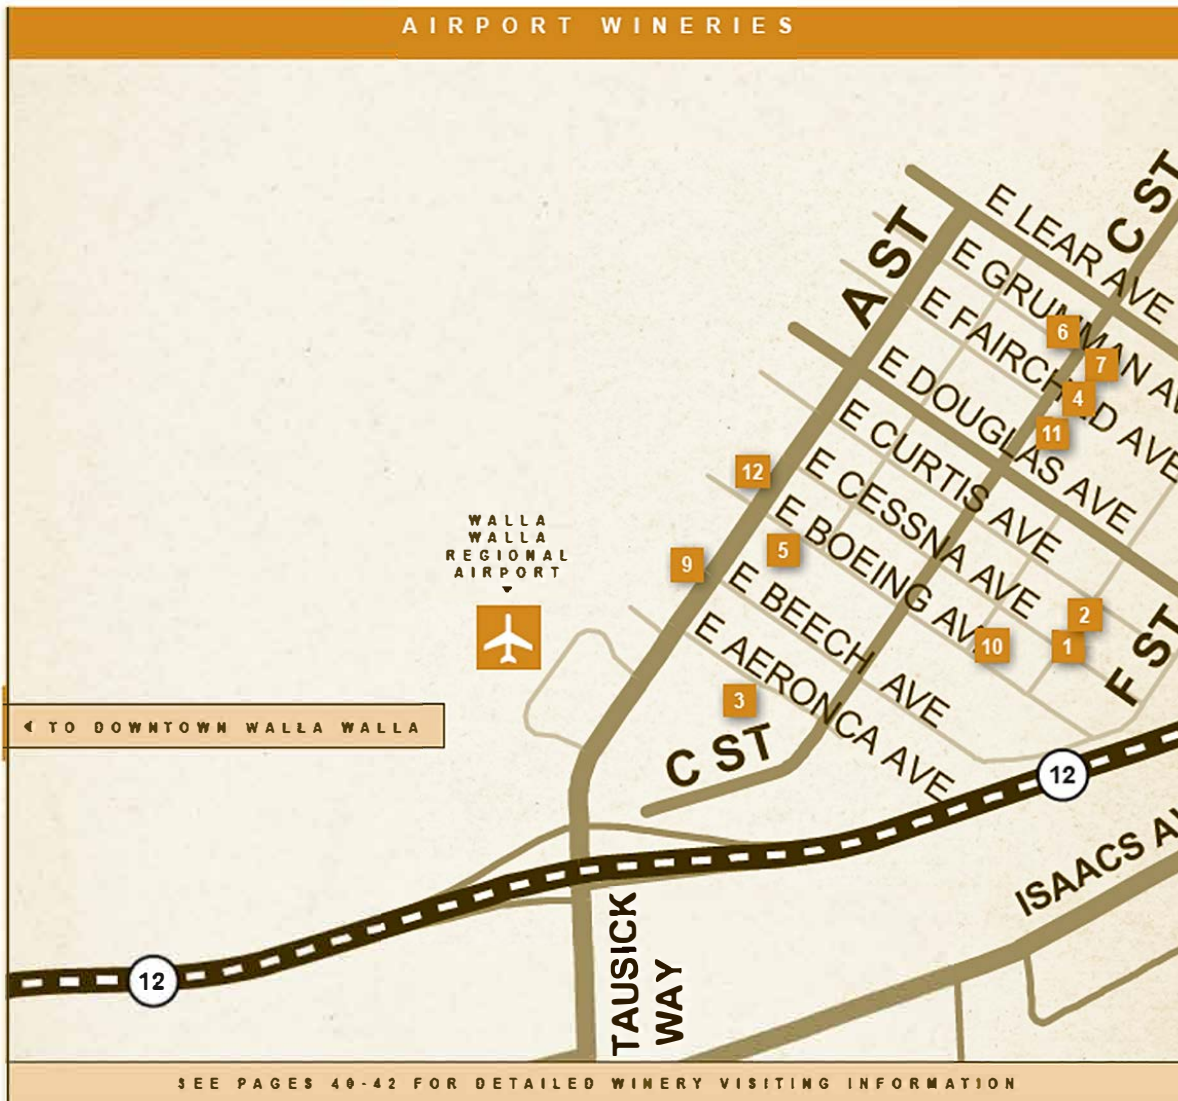 AIRPORT WINERIES
C ST
E LEAR AVE
A ST
E GRUMMAN AV
E FAIRCHILD AVE
6
7
4
E DOUGLAS AVE
11
E CURTIS AVE
12
E CESSNA AVE
E BOEING AVE
WALLA
WALLA
REGIONAL
AIRPORT
5
9
E BEECH AVE
2
10
1
F ST
E AERONCA AVE
3
TO DOWNTOWN WALLA WALLA
C ST
12
ISAACS AV
TAUSICK
WAY
12
SEE PAGES 40-42 FOR DETAILED WINERY VISITING INFORMATION